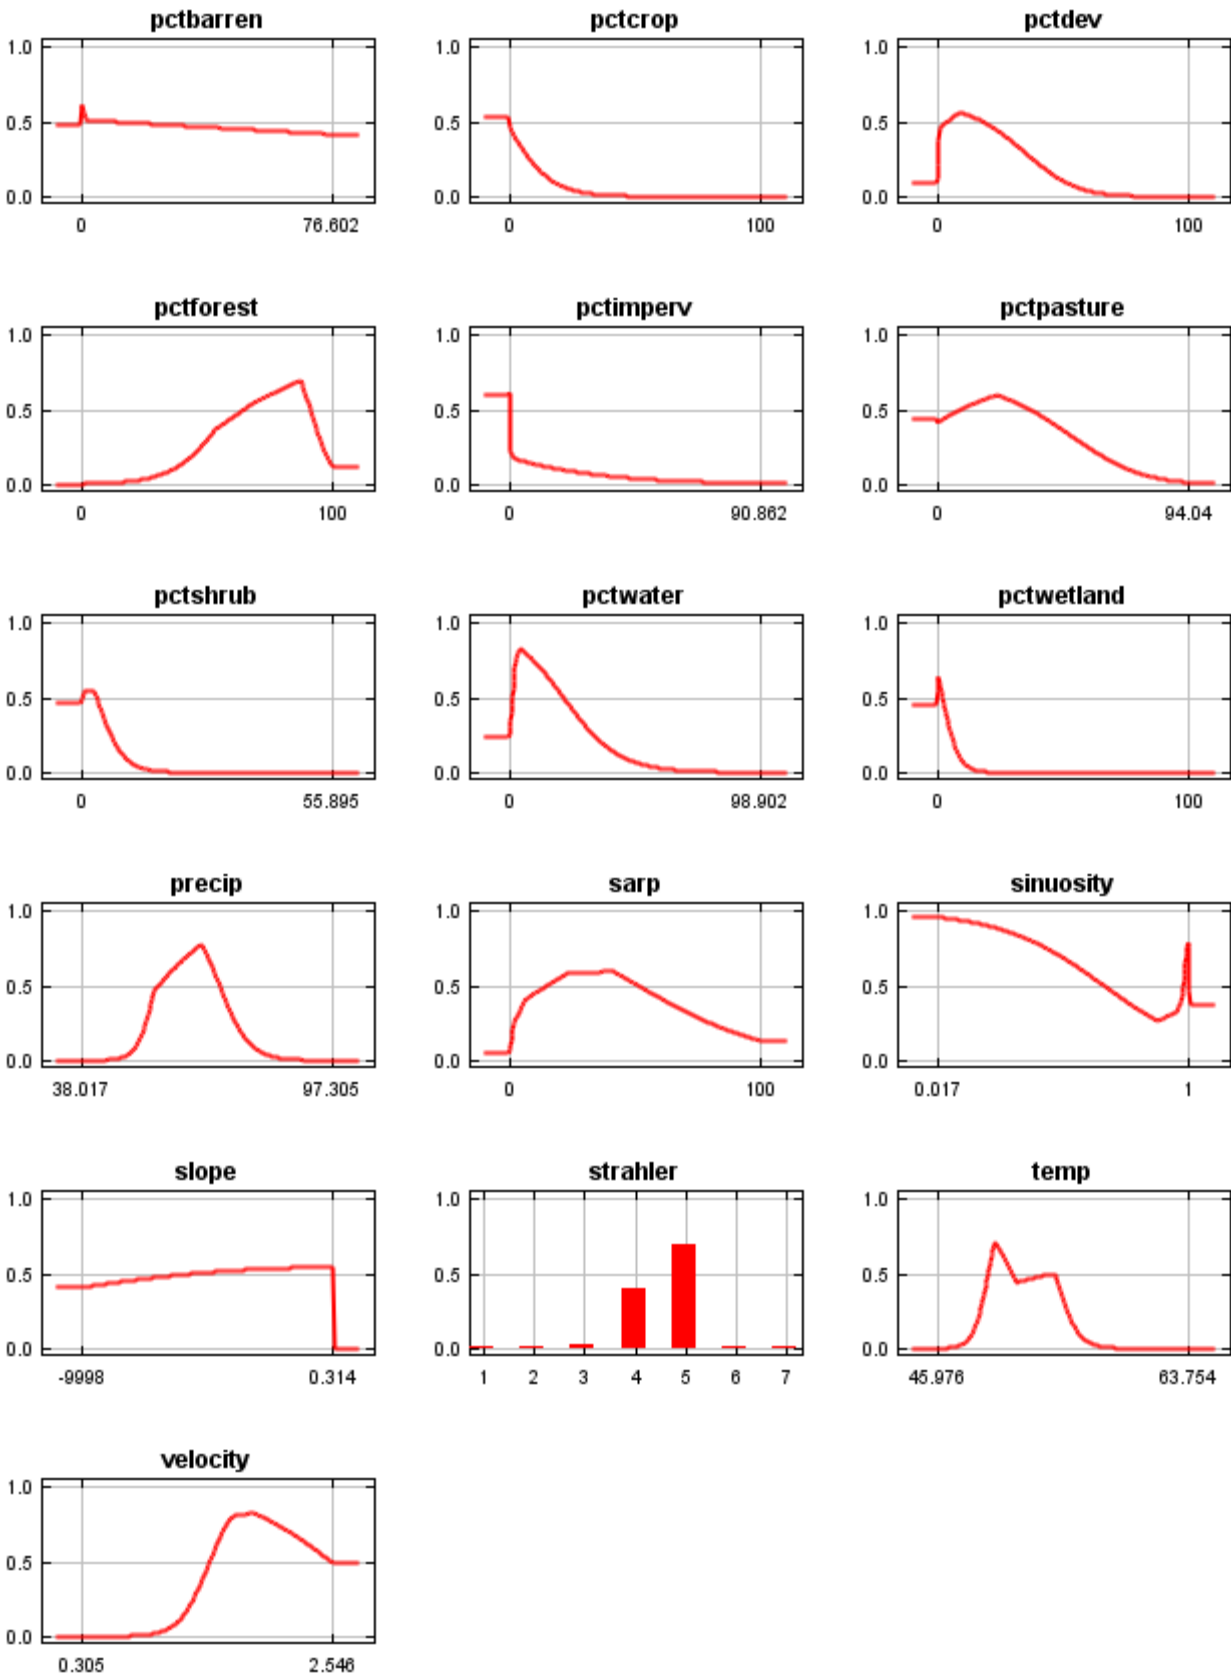 pctbarren pctcrop pctdev
1.0 1.0 1.0
0.5 0.5 0.5
0.0 0.0 0.0
0 76.602 0 100 0 100
pctforest pctimperv pctpasture
1.0 1.0 1.0
0.5 0.5 0.5
0.0 0.0 0.0
0 100 0 90.862 0 94.04
pctshrub pctwater pctwetland
1.0 1.0 1.0
0.5 0.5 0.5
0.0 0.0 0.0
0 55.895 0 98.902 0 100
precip sarp sinuosity
1.0 1.0 1.0
0.5 0.5 0.5
0.0 0.0 0.0
38.017 97.305 0 100 0.017 1
slope strahler temp
1.0 1.0 1.0
0.5 0.5 0.5
0.0 0.0 0.0
-9998 0.314 1 2 3 4 5 6 7 45.976 63.754
velocity
1.0
0.5
0.0
0.305 2.546